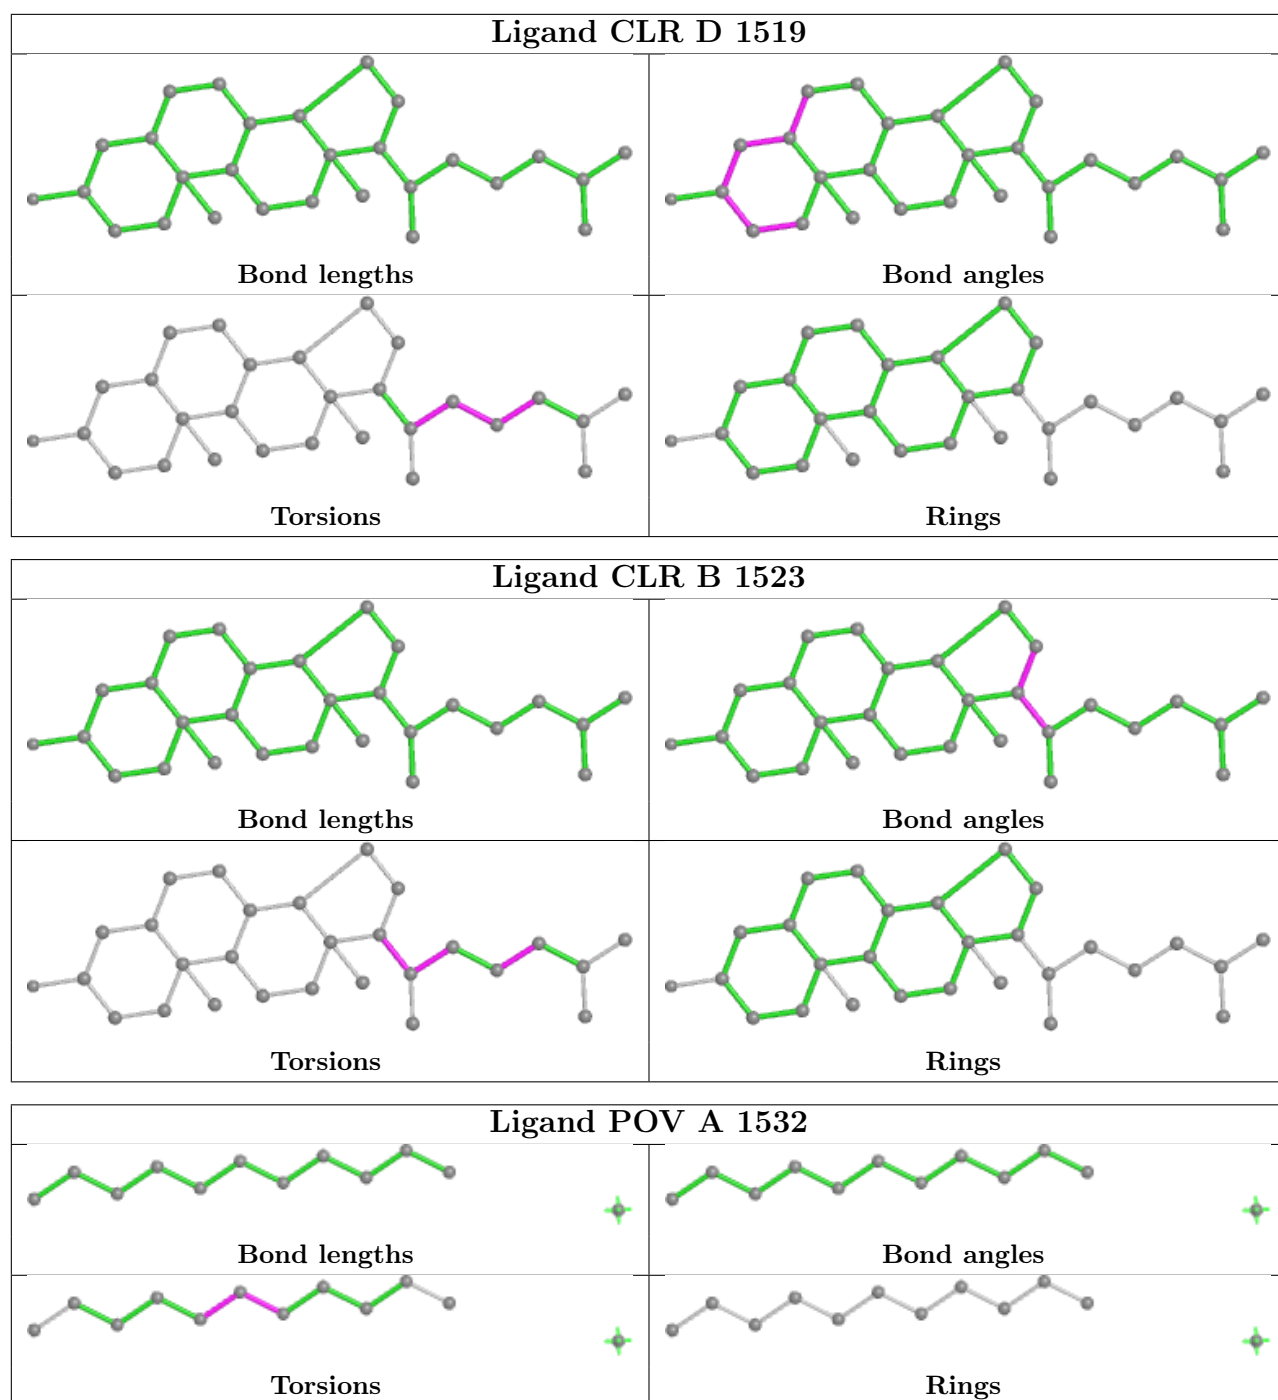 Ligand CLR D 1519
Bond lengths
Bond angles
Torsions
Rings
Ligand CLR B 1523
Bond lengths
Bond angles
Torsions
Rings
Ligand POV A 1532
Bond lengths
Bond angles
Torsions
Rings